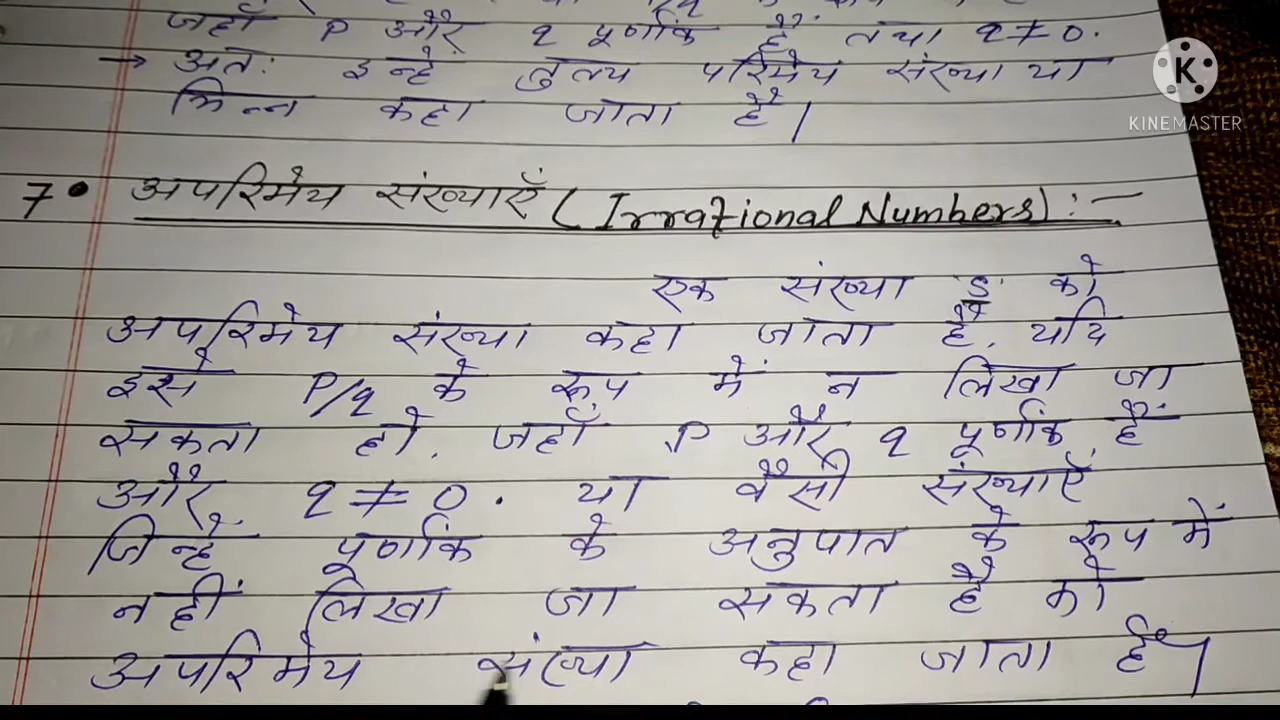 जहाँ P और q पूर्णांक हैं तथा q ≠ 0.
→ अतः इन्हें तुल्य परिमेय संख्या या
भिन्न कहा जाता है।
KINEMASTER
7• अपरिमेय संख्याएँ (Irrational Numbers) :-
एक संख्या 'S' को
अपरिमेय संख्या कहा जाता है, यदि
इसे P/q के रूप में न लिखा जा
सकता हो, जहाँ P और q पूर्णांक हैं
और q ≠ 0. या वैसी संख्याएँ
जिन्हें पूर्णांक के अनुपात के रूप में
नहीं लिखा जा सकता है को
अपरिमेय संख्या कहा जाता है।